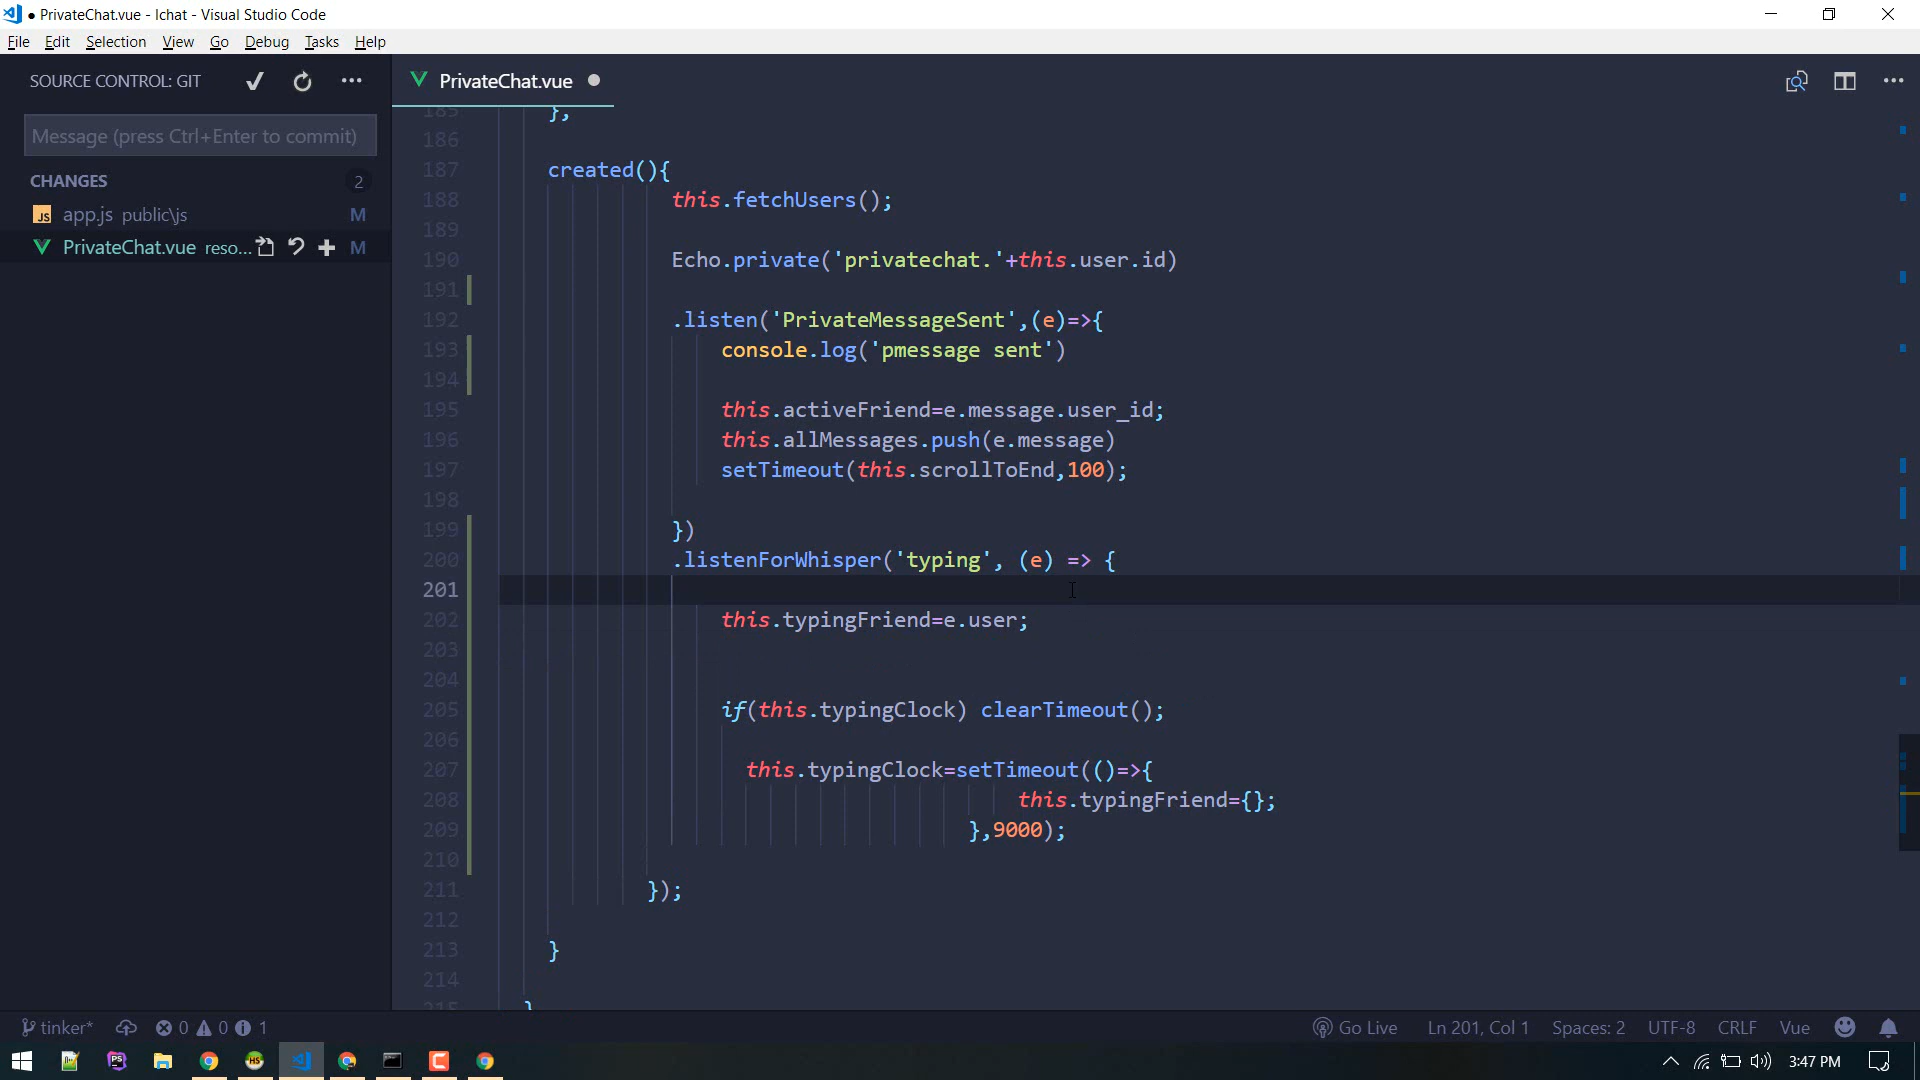 ● PrivateChat.vue - lchat - Visual Studio Code
File Edit Selection View Go Debug Tasks Help
SOURCE CONTROL: GIT
PrivateChat.vue
Message (press Ctrl+Enter to commit)
CHANGES 2
JS app.js public\js M
PrivateChat.vue reso... M
185 },
186
187 created(){
188 this.fetchUsers();
189
190 Echo.private('privatechat.'+this.user.id)
191
192 .listen('PrivateMessageSent',(e)=>{
193 console.log('pmessage sent')
194
195 this.activeFriend=e.message.user_id;
196 this.allMessages.push(e.message)
197 setTimeout(this.scrollToEnd,100);
198
199 })
200 .listenForWhisper('typing', (e) => {
201
202 this.typingFriend=e.user;
203
204
205 if(this.typingClock) clearTimeout();
206
207 this.typingClock=setTimeout(()=>{
208 this.typingFriend={};
209 },9000);
210
211 });
212
213 }
214
215 }
tinker* 0 0 1 Go Live Ln 201, Col 1 Spaces: 2 UTF-8 CRLF Vue
PS HS 3:47 PM